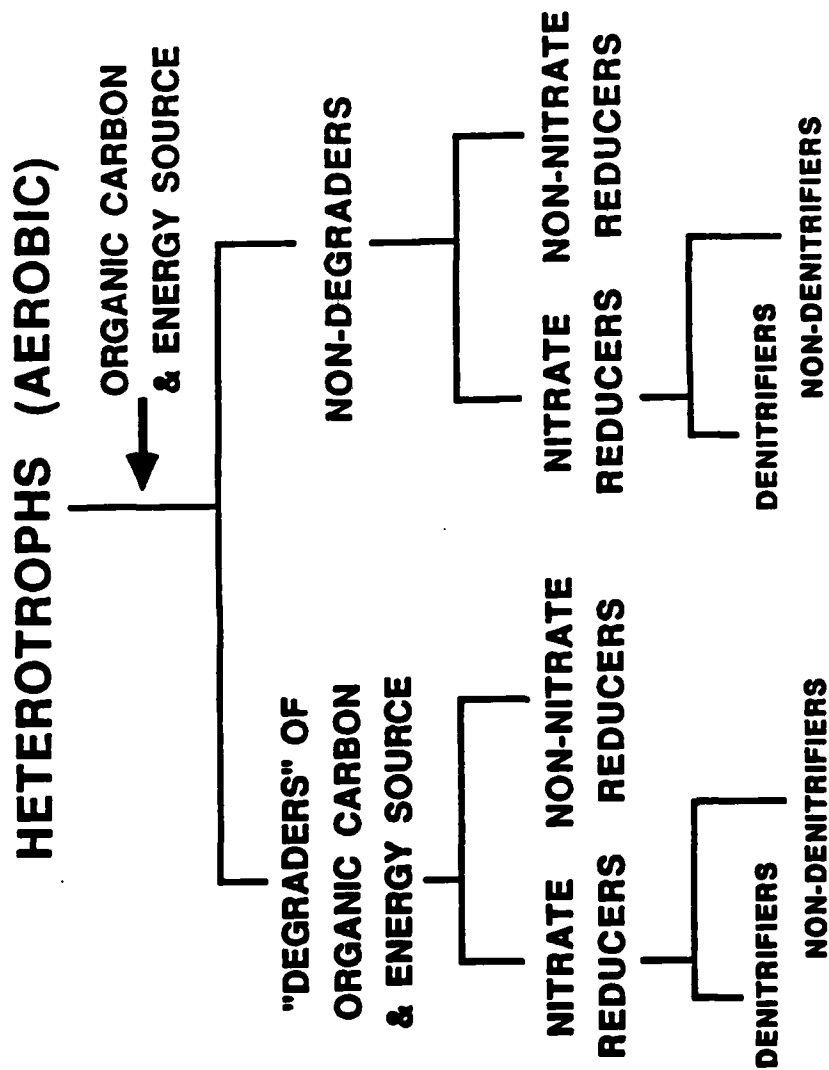 HETEROTROPHS (AEROBIC)
ORGANIC CARBON
& ENERGY SOURCE
"DEGRADERS" OF
ORGANIC CARBON
& ENERGY SOURCE
NON-DEGRADERS
NITRATE
REDUCERS
NON-NITRATE
REDUCERS
NITRATE
REDUCERS
NON-NITRATE
REDUCERS
DENITRIFIERS
NON-DENITRIFIERS
DENITRIFIERS
NON-DENITRIFIERS